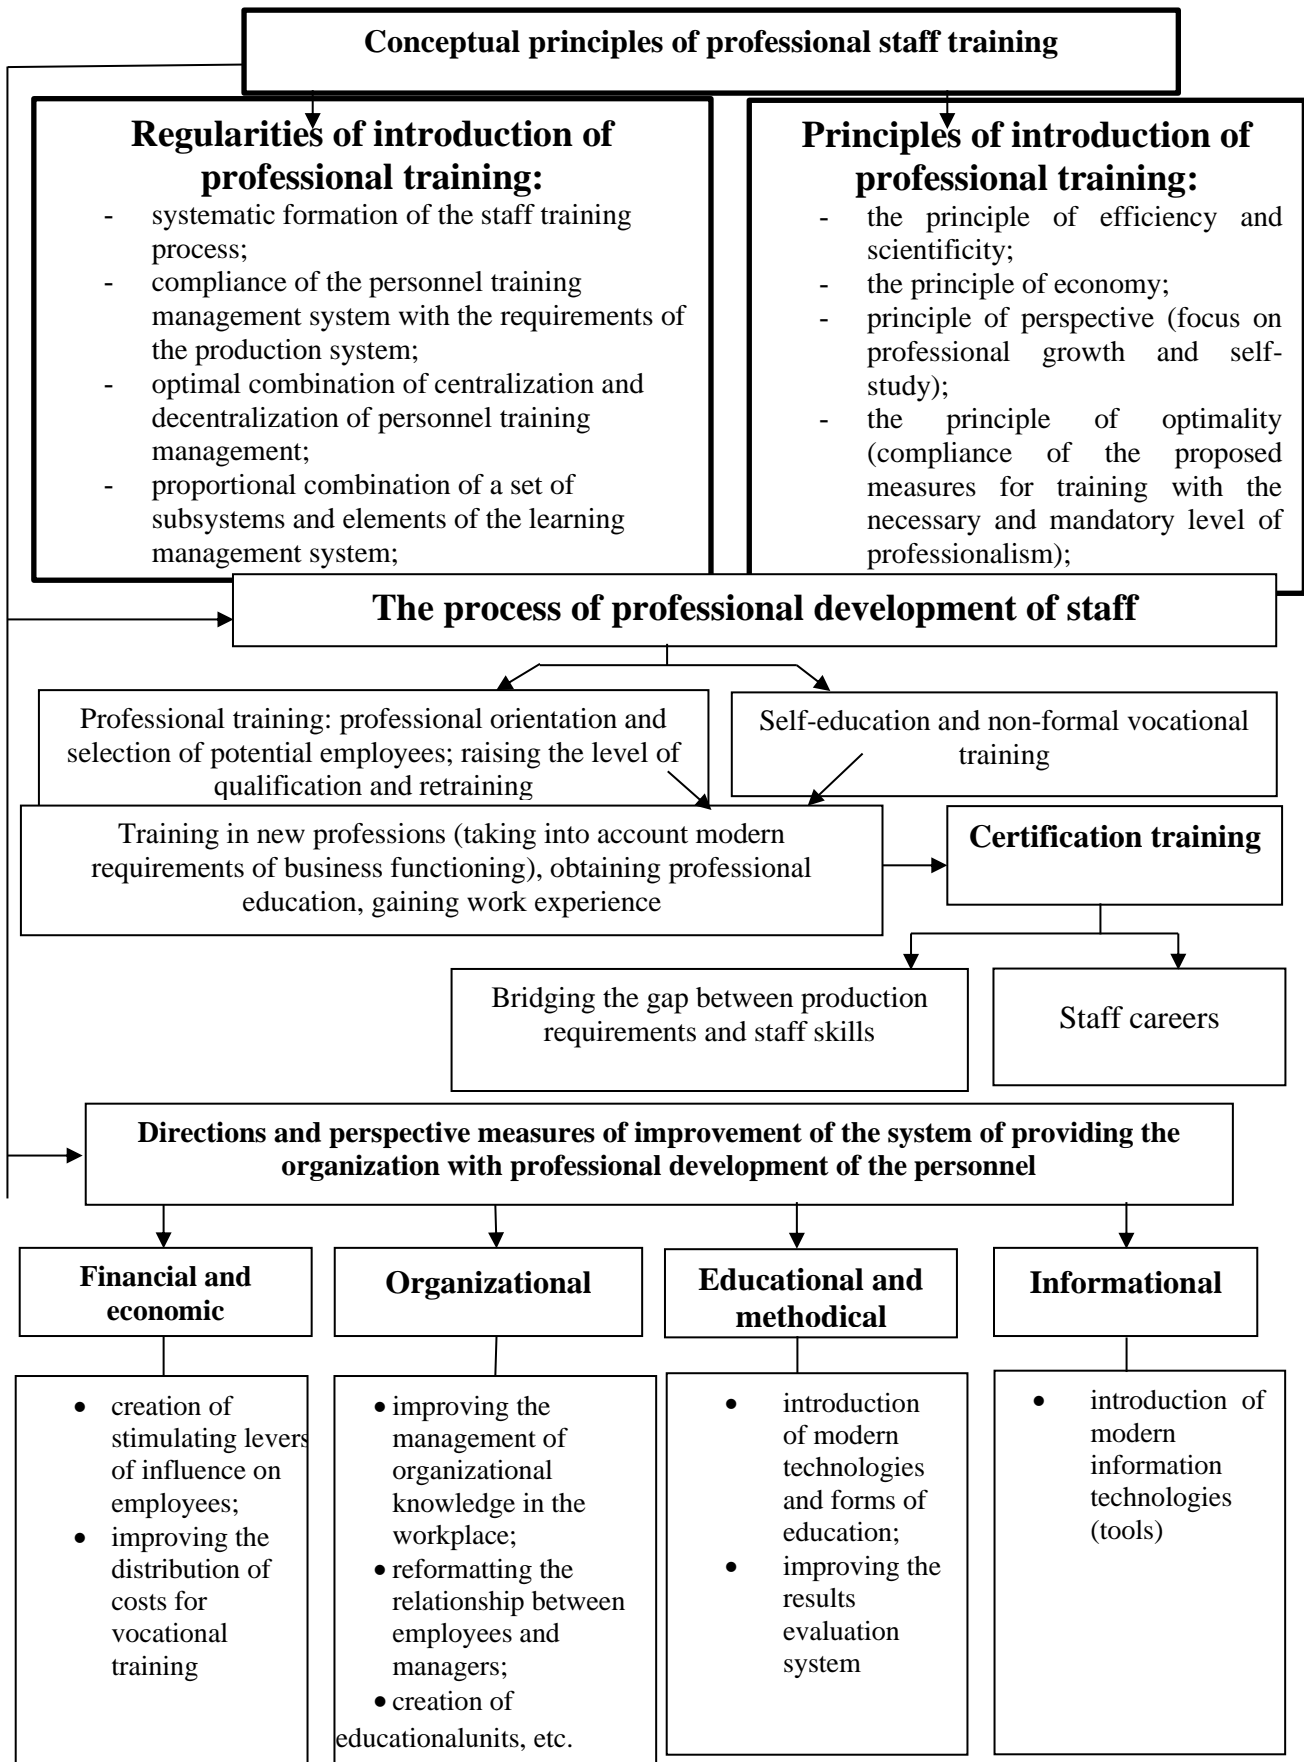 Conceptual principles of professional staff training
Regularities of introduction of
professional training:
- systematic formation of the staff training
process;
- compliance of the personnel training
management system with the requirements of
the production system;
- optimal combination of centralization and
decentralization of personnel training
management;
- proportional combination of a set of
subsystems and elements of the learning
management system;
Principles of introduction of
professional training:
- the principle of efficiency and
scientificity;
- the principle of economy;
- principle of perspective (focus on
professional growth and self-
study);
- the principle of optimality
(compliance of the proposed
measures for training with the
necessary and mandatory level of
professionalism);
The process of professional development of staff
Professional training: professional orientation and
selection of potential employees; raising the level of
qualification and retraining
Self-education and non-formal vocational
training
Training in new professions (taking into account modern
requirements of business functioning), obtaining professional
education, gaining work experience
Certification training
Bridging the gap between production
requirements and staff skills
Staff careers
Directions and perspective measures of improvement of the system of providing the
organization with professional development of the personnel
Financial and
economic
Organizational
Educational and
methodical
Informational
• creation of
stimulating levers
of influence on
employees;
• improving the
distribution of
costs for
vocational
training
• improving the
management of
organizational
knowledge in the
workplace;
• reformatting the
relationship between
employees and
managers;
• creation of
educationalunits, etc.
• introduction
of modern
technologies
and forms of
education;
• improving the
results
evaluation
system
• introduction of
modern
information
technologies
(tools)